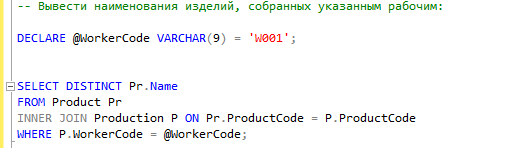 -- Вывести наименования изделий, собранных указанным рабочим:
DECLARE @WorkerCode VARCHAR(9) = 'W001';
SELECT DISTINCT Pr.Name
FROM Product Pr
INNER JOIN Production P ON Pr.ProductCode = P.ProductCode
WHERE P.WorkerCode = @WorkerCode;